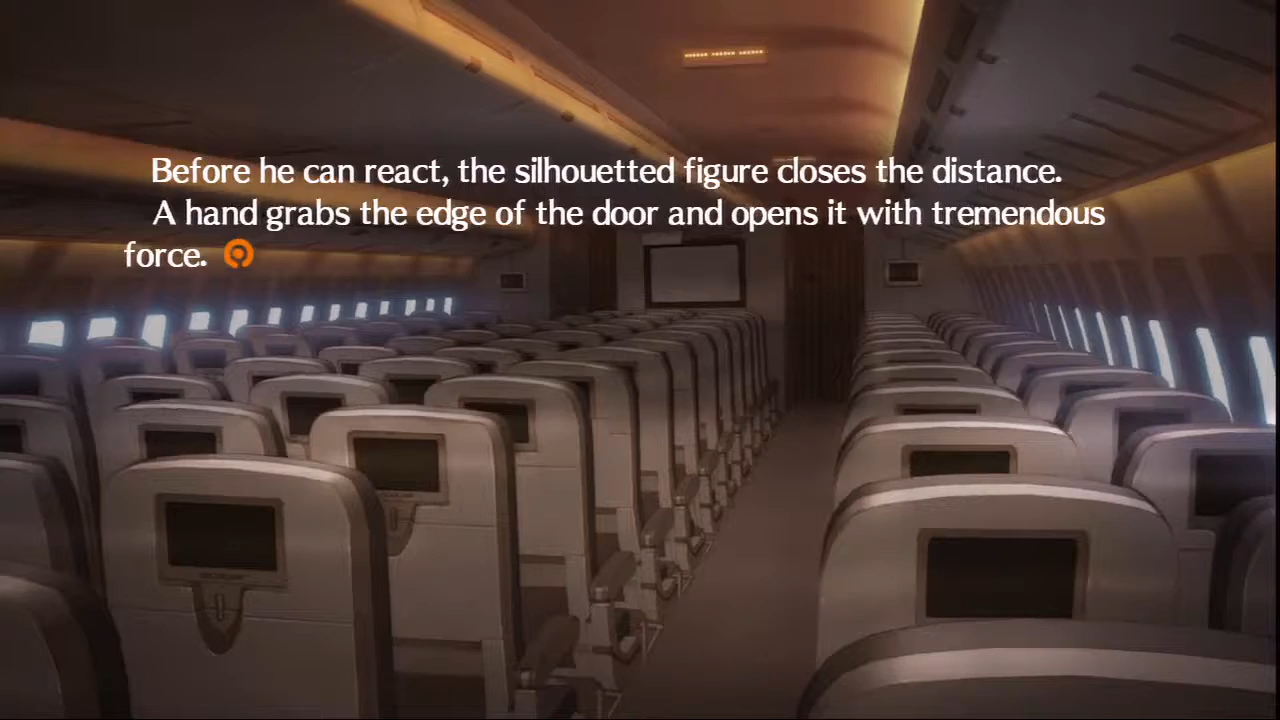 Before he can react, the silhouetted figure closes the distance.
A hand grabs the edge of the door and opens it with tremendous
force.